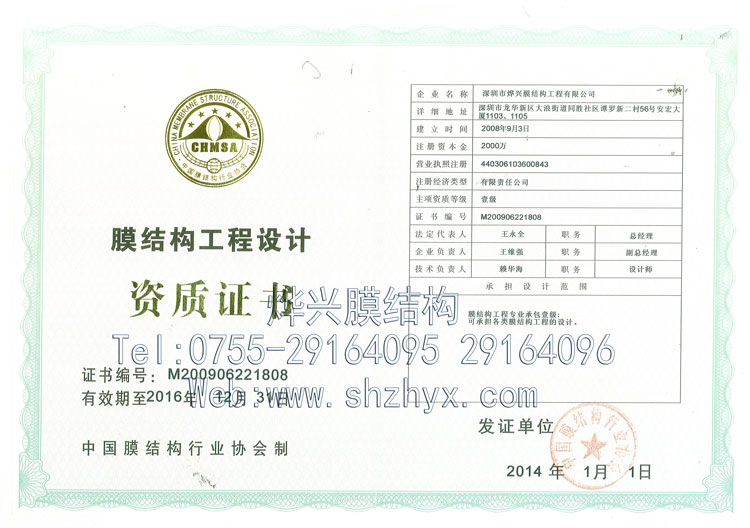 CHINA MEMBRANE STRUCTURE ASSOCIATION
CHMSA
·中国膜结构行业协会·
膜结构工程设计
资质证书
证书编号：M200906221808
有效期至2016年 12月 31日
中国膜结构行业协会制
企业名称 深圳市烨兴膜结构工程有限公司
详细地址 深圳市龙华新区大浪街道同胜社区谭罗新二村56号安宏大
厦1103、1105
建立时间 2008年9月3日
注册资本金 2000万
营业执照注册 440306103600843
注册经济类型 有限责任公司
主项资质等级 壹级
证书编号 M200906221808
法定代表人 王永全 职务 总经理
企业负责人 王维强 职务 副总经理
技术负责人 赖华海 职务 设计师
承担设计范围
膜结构工程专业承包壹级：
可承担各类膜结构工程的设计。
烨兴膜结构
Tel:0755-29164095 29164096
Web:www.shzhyx.com
发证单位
中国膜结构行业协会
2014 年 1月 1日